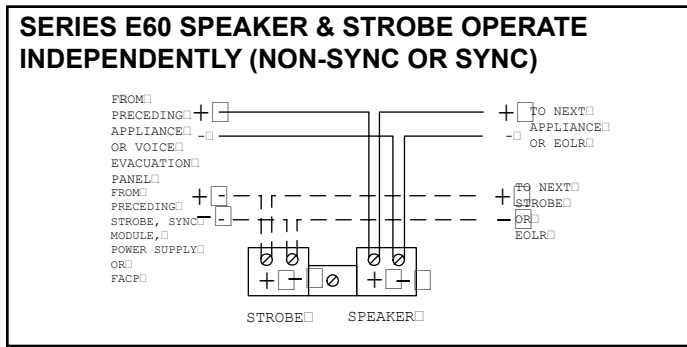 SERIES E60 SPEAKER & STROBE OPERATE
INDEPENDENTLY (NON-SYNC OR SYNC)
FROM
PRECEDING
APPLIANCE
OR VOICE
EVACUATION
PANEL
+
-
+
-
TO NEXT
APPLIANCE
OR EOLR
FROM
PRECEDING
STROBE, SYNC
MODULE,
POWER SUPPLY
OR
FACP
+
-
+
-
TO NEXT
STROBE
OR
EOLR
+ - + -
STROBE SPEAKER